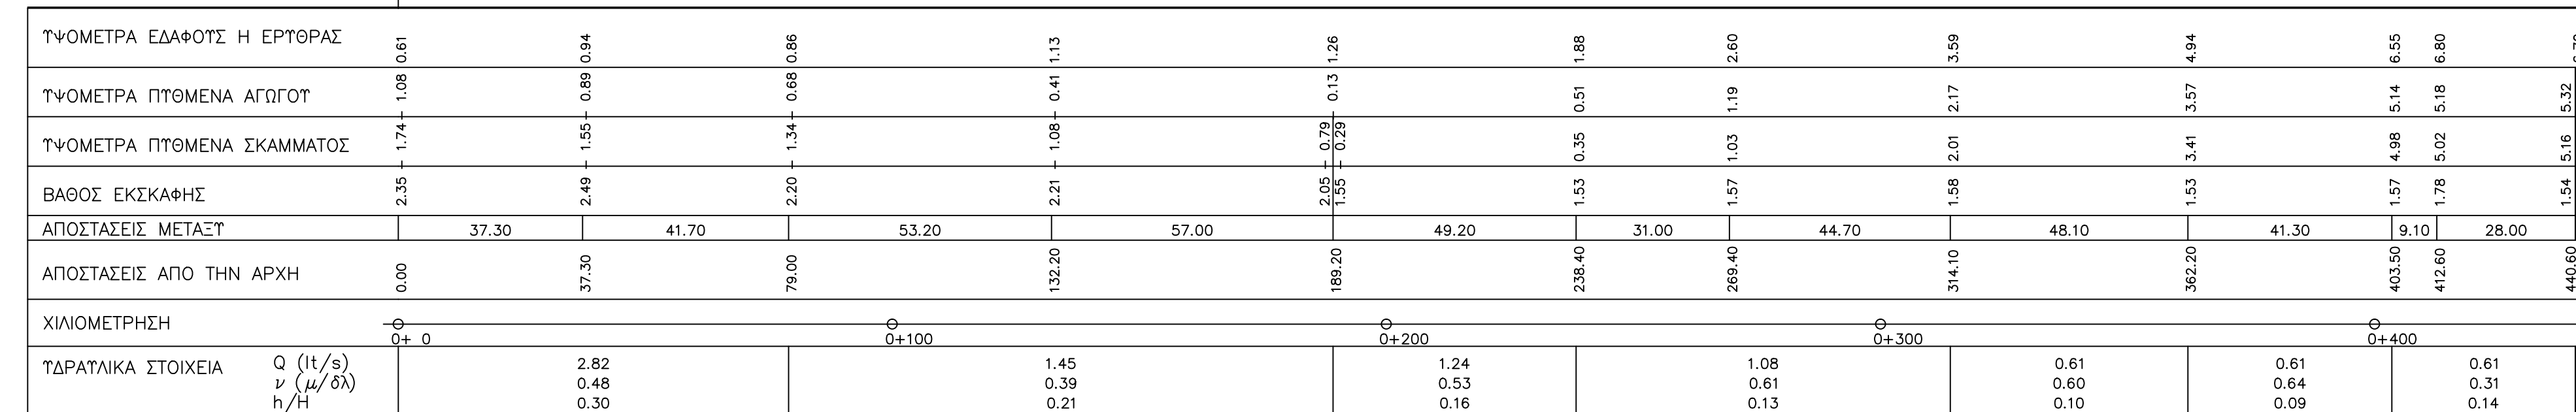 ΥΨΟΜΕΤΡΑ ΕΔΑΦΟΥΣ Η ΕΡΥΘΡΑΣ 0.61 0.94 0.86 1.13 1.26 1.88 2.60 3.59 4.94 6.55 6.80
ΥΨΟΜΕΤΡΑ ΠΥΘΜΕΝΑ ΑΓΩΓΟΥ - 1.08 - 0.89 - 0.68 - 0.41 - 0.13 0.51 1.19 2.17 3.57 5.14 5.18 5.32
ΥΨΟΜΕΤΡΑ ΠΥΘΜΕΝΑ ΣΚΑΜΜΑΤΟΣ - 1.74 - 1.55 - 1.34 - 1.08 - 0.79 - 0.29 0.35 1.03 2.01 3.41 4.98 5.02 5.16
ΒΑΘΟΣ ΕΚΣΚΑΦΗΣ 2.35 2.49 2.20 2.21 2.05 1.55 1.53 1.57 1.58 1.53 1.57 1.78 1.54
ΑΠΟΣΤΑΣΕΙΣ ΜΕΤΑΞΥ 37.30 41.70 53.20 57.00 49.20 31.00 44.70 48.10 41.30 9.10 28.00
ΑΠΟΣΤΑΣΕΙΣ ΑΠΟ ΤΗΝ ΑΡΧΗ 0.00 37.30 79.00 132.20 189.20 238.40 269.40 314.10 362.20 403.50 412.60 440.60
ΧΙΛΙΟΜΕΤΡΗΣΗ
0+ 0 0+100 0+200 0+300 0+400
ΥΔΡΑΥΛΙΚΑ ΣΤΟΙΧΕΙΑ Q (lt/s) 2.82 1.45 1.24 1.08 0.61 0.61 0.61
ν (μ/δλ) 0.48 0.39 0.53 0.61 0.60 0.64 0.31
h/H 0.30 0.21 0.16 0.13 0.10 0.09 0.14